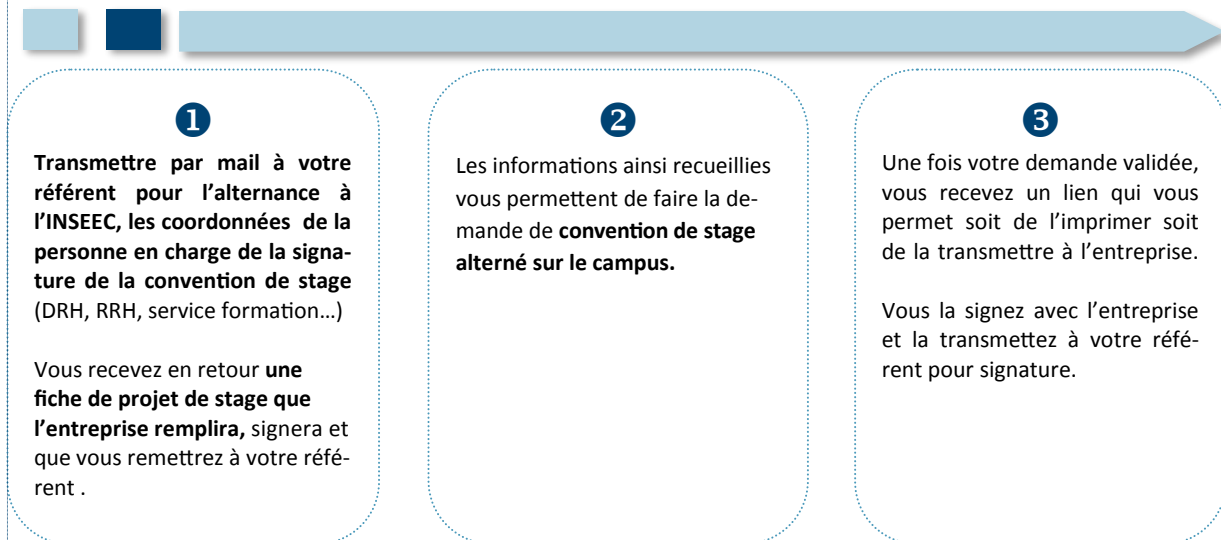 ❶
Transmettre par mail à votre
référent pour l’alternance à
l’INSEEC, les coordonnées de la
personne en charge de la signa-
ture de la convention de stage
(DRH, RRH, service formation…)
Vous recevez en retour une
fiche de projet de stage que
l’entreprise remplira, signera et
que vous remettrez à votre réfé-
rent .
❷
Les informations ainsi recueillies
vous permettent de faire la de-
mande de convention de stage
alterné sur le campus.
❸
Une fois votre demande validée,
vous recevez un lien qui vous
permet soit de l’imprimer soit
de la transmettre à l’entreprise.
Vous la signez avec l’entreprise
et la transmettez à votre réfé-
rent pour signature.